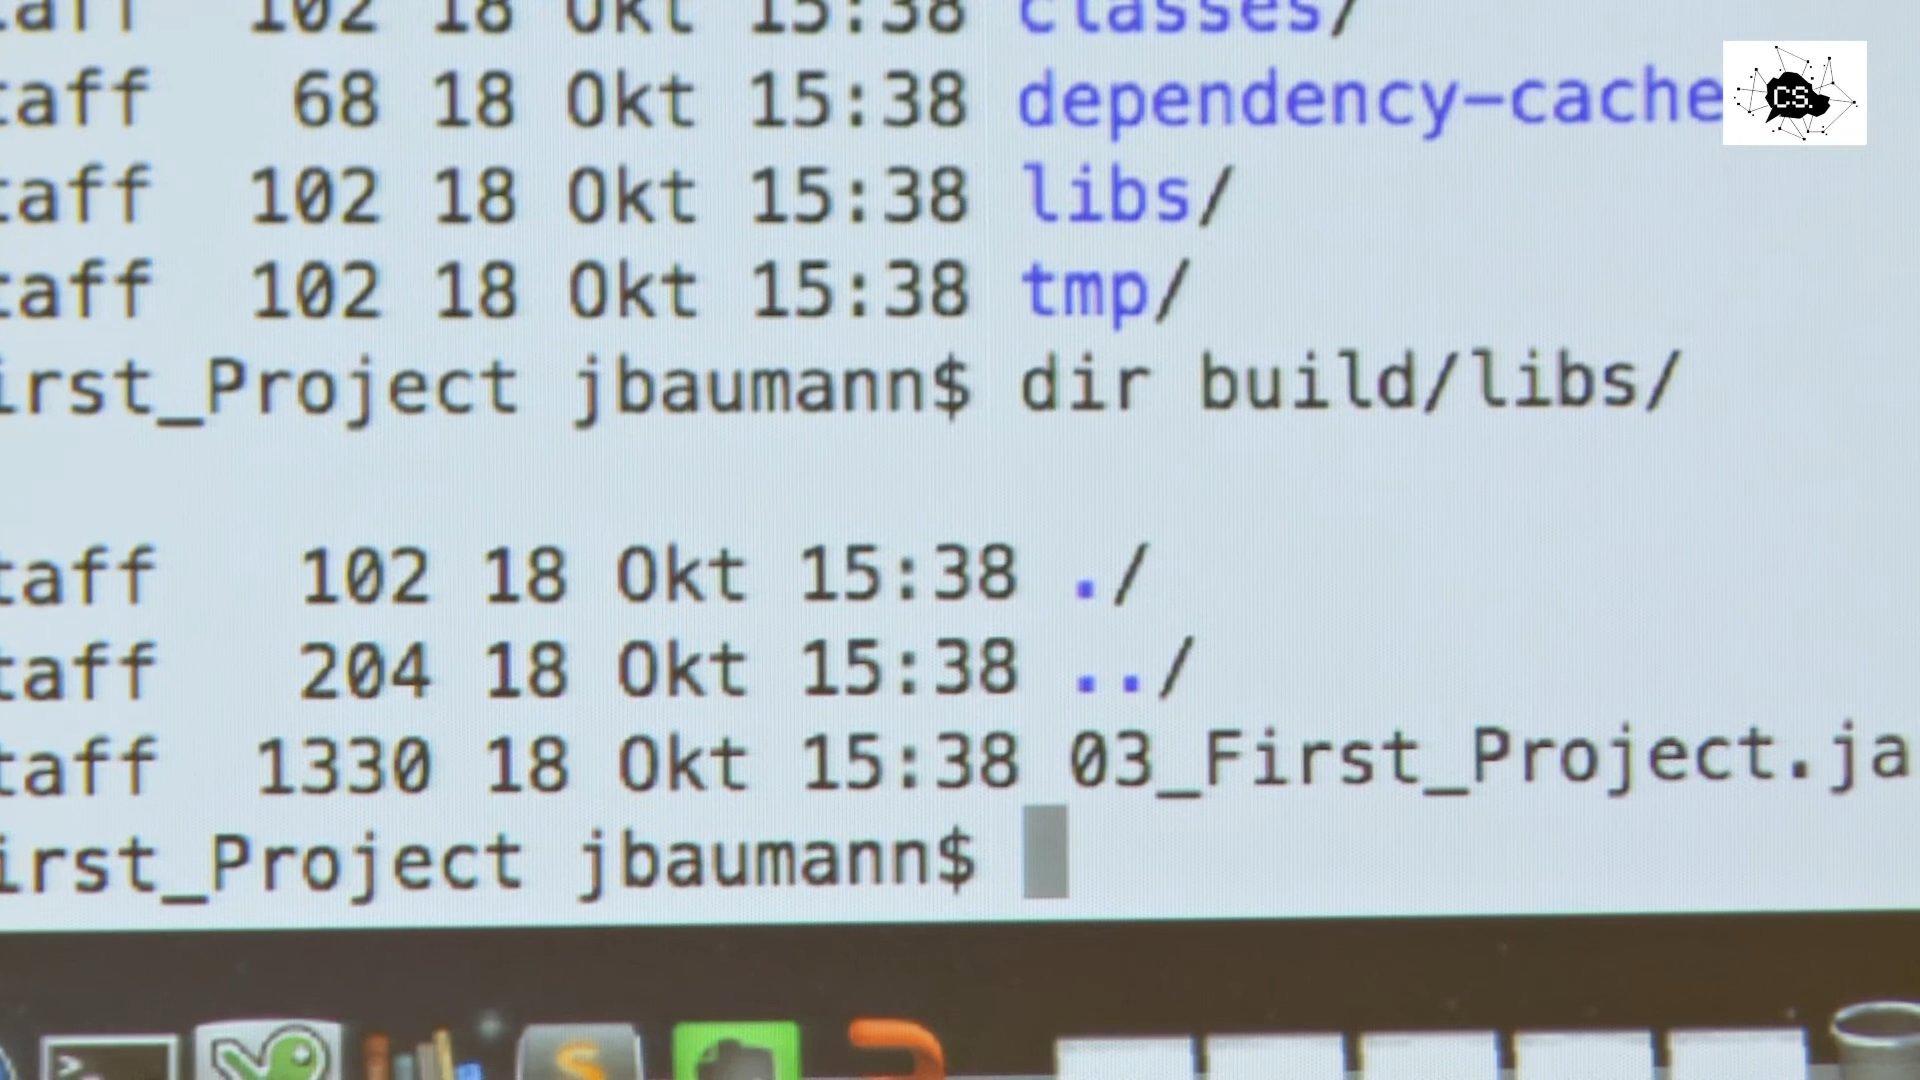 taff 102 18 Okt 15:38 classes/
taff 68 18 Okt 15:38 dependency-cache
CS.
taff 102 18 Okt 15:38 libs/
taff 102 18 Okt 15:38 tmp/
irst_Project jbaumann$ dir build/libs/
taff 102 18 Okt 15:38 ./
taff 204 18 Okt 15:38 ../
taff 1330 18 Okt 15:38 03_First_Project.ja
irst_Project jbaumann$